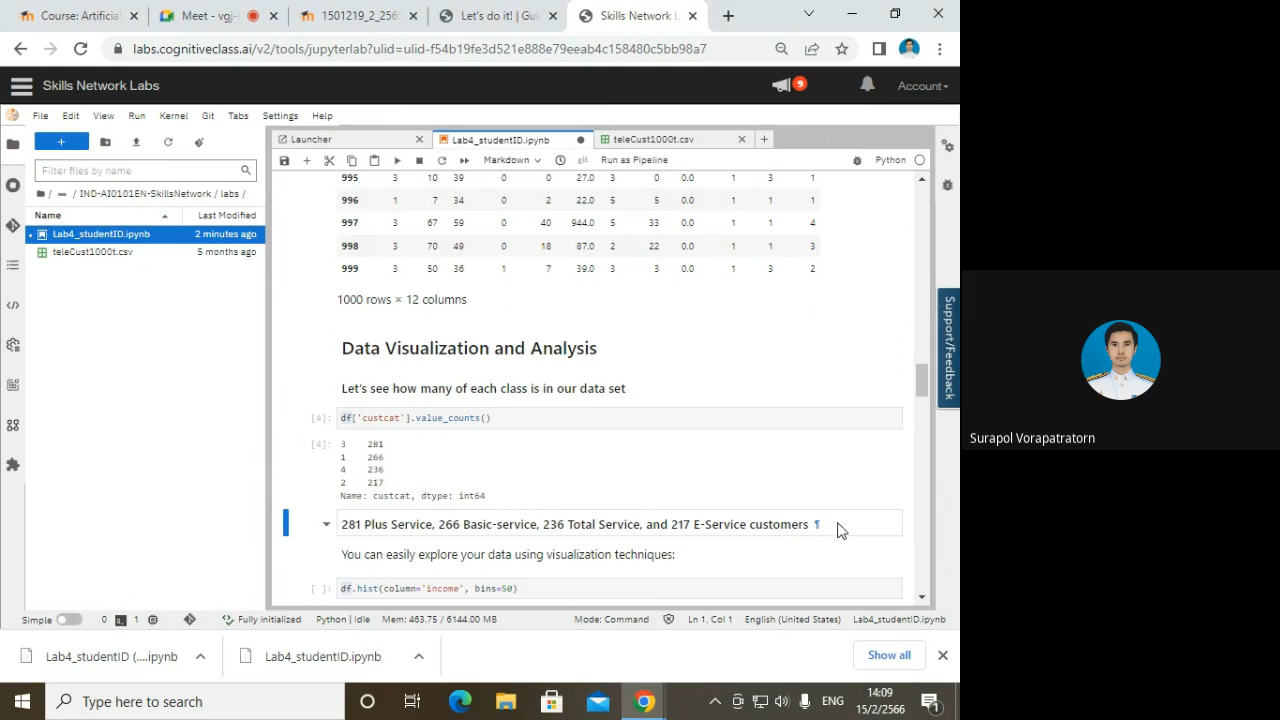 Course: Artificial
Meet - vgj-
1501219_2_256
Let's do it! | Gui
Skills Network L
labs.cognitiveclass.ai/v2/tools/jupyterlab?ulid=ulid-f54b19fe3d521e888e79eeab4c158480c5bb98a7
Skills Network Labs
9
Account
File Edit View Run Kernel Git Tabs Settings Help
Launcher
Lab4_studentID.ipynb
teleCust1000t.csv
Markdown
git
Run as Pipeline
Python
Filter files by name
/ ... / IND-AI0101EN-SkillsNetwork / labs /
Name
Last Modified
Lab4_studentID.ipynb 2 minutes ago
teleCust1000t.csv 5 months ago
995 3 10 39 0 0 27.0 3 0 0.0 1 3 1
996 1 7 34 0 2 22.0 5 5 0.0 1 1 1
997 3 67 59 0 40 944.0 5 33 0.0 1 1 4
998 3 70 49 0 18 87.0 2 22 0.0 1 1 3
999 3 50 36 1 7 39.0 3 3 0.0 1 3 2
1000 rows × 12 columns
Data Visualization and Analysis
Let's see how many of each class is in our data set
[4]: df['custcat'].value_counts()
[4]: 3 281
1 266
4 236
2 217
Name: custcat, dtype: int64
281 Plus Service, 266 Basic-service, 236 Total Service, and 217 E-Service customers ¶
You can easily explore your data using visualization techniques:
[ ]: df.hist(column='income', bins=50)
Support/Feedback
Surapol Vorapatratorn
Simple 0 1 Fully initialized Python | Idle Mem: 463.75 / 6144.00 MB Mode: Command Ln 1, Col 1 English (United States) Lab4_studentID.ipynb
Lab4_studentID (....ipynb
Lab4_studentID.ipynb
Show all
Type here to search
ENG
14:09
15/2/2566
1